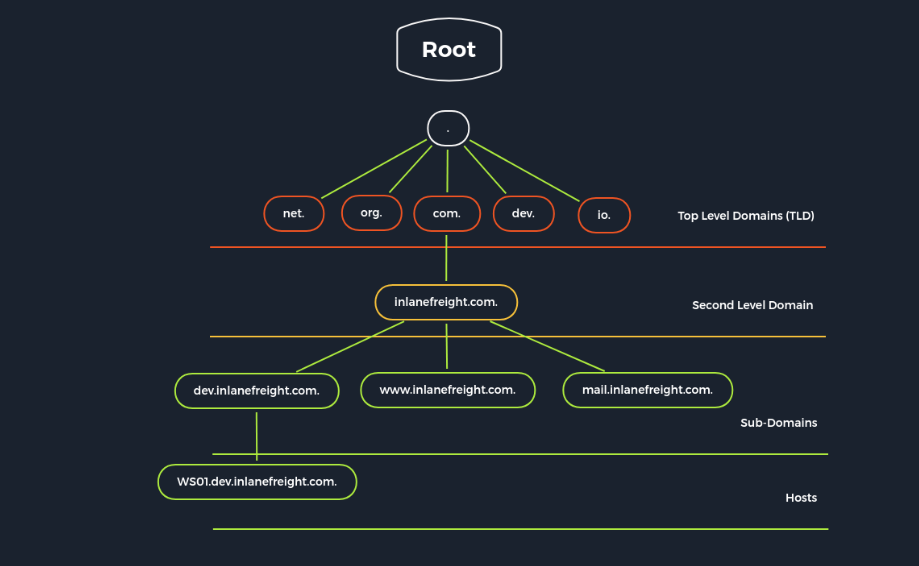 Root
.
net.
org.
com.
dev.
io.
Top Level Domains (TLD)
inlanefreight.com.
Second Level Domain
dev.inlanefreight.com.
www.inlanefreight.com.
mail.inlanefreight.com.
Sub-Domains
WS01.dev.inlanefreight.com.
Hosts